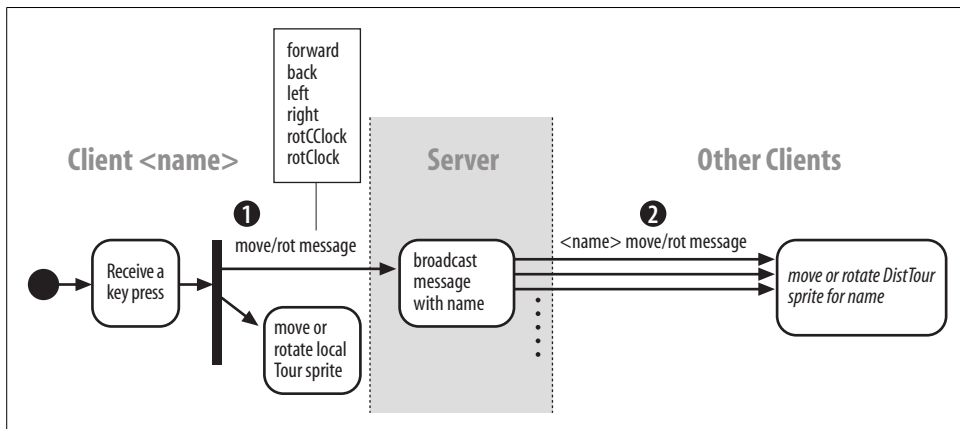 forward
back
left
right
rotCClock
rotClock
Client <name>
Server
Other Clients
1
move/rot message
2
<name> move/rot message
Receive a
key press
move or
rotate local
Tour sprite
broadcast
message
with name
move or rotate DistTour
sprite for name